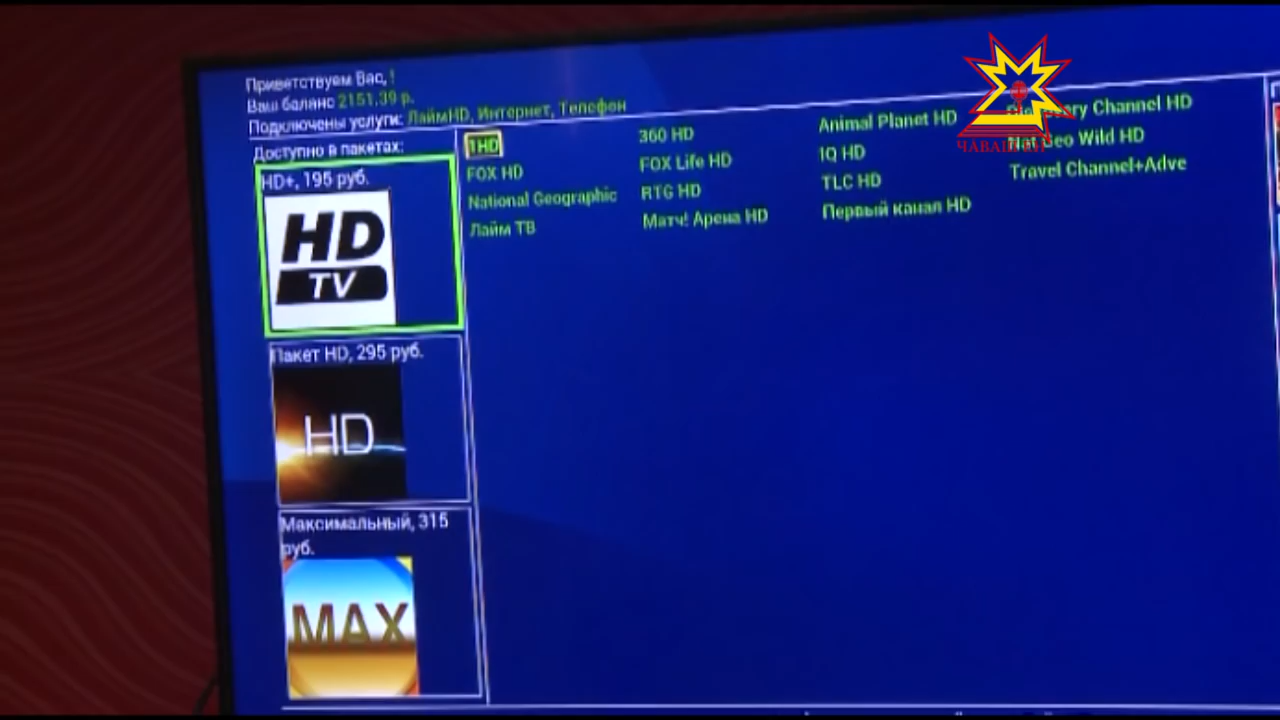 Приветствуем Вас, !
Ваш баланс 2151,39 р.
Подключены услуги: ЛаймHD, Интернет, Телефон
Доступно в пакетах:
HD+, 195 руб.
HD
TV
Пакет HD, 295 руб.
HD
Максимальный, 315
руб.
MAX
1HD 360 HD Animal Planet HD Channel HD
FOX HD FOX Life HD IQ HD Nat Geo Wild HD
National Geographic RTG HD TLC HD Travel Channel+Adve
Лайм ТВ Матч! Арена HD Первый канал HD